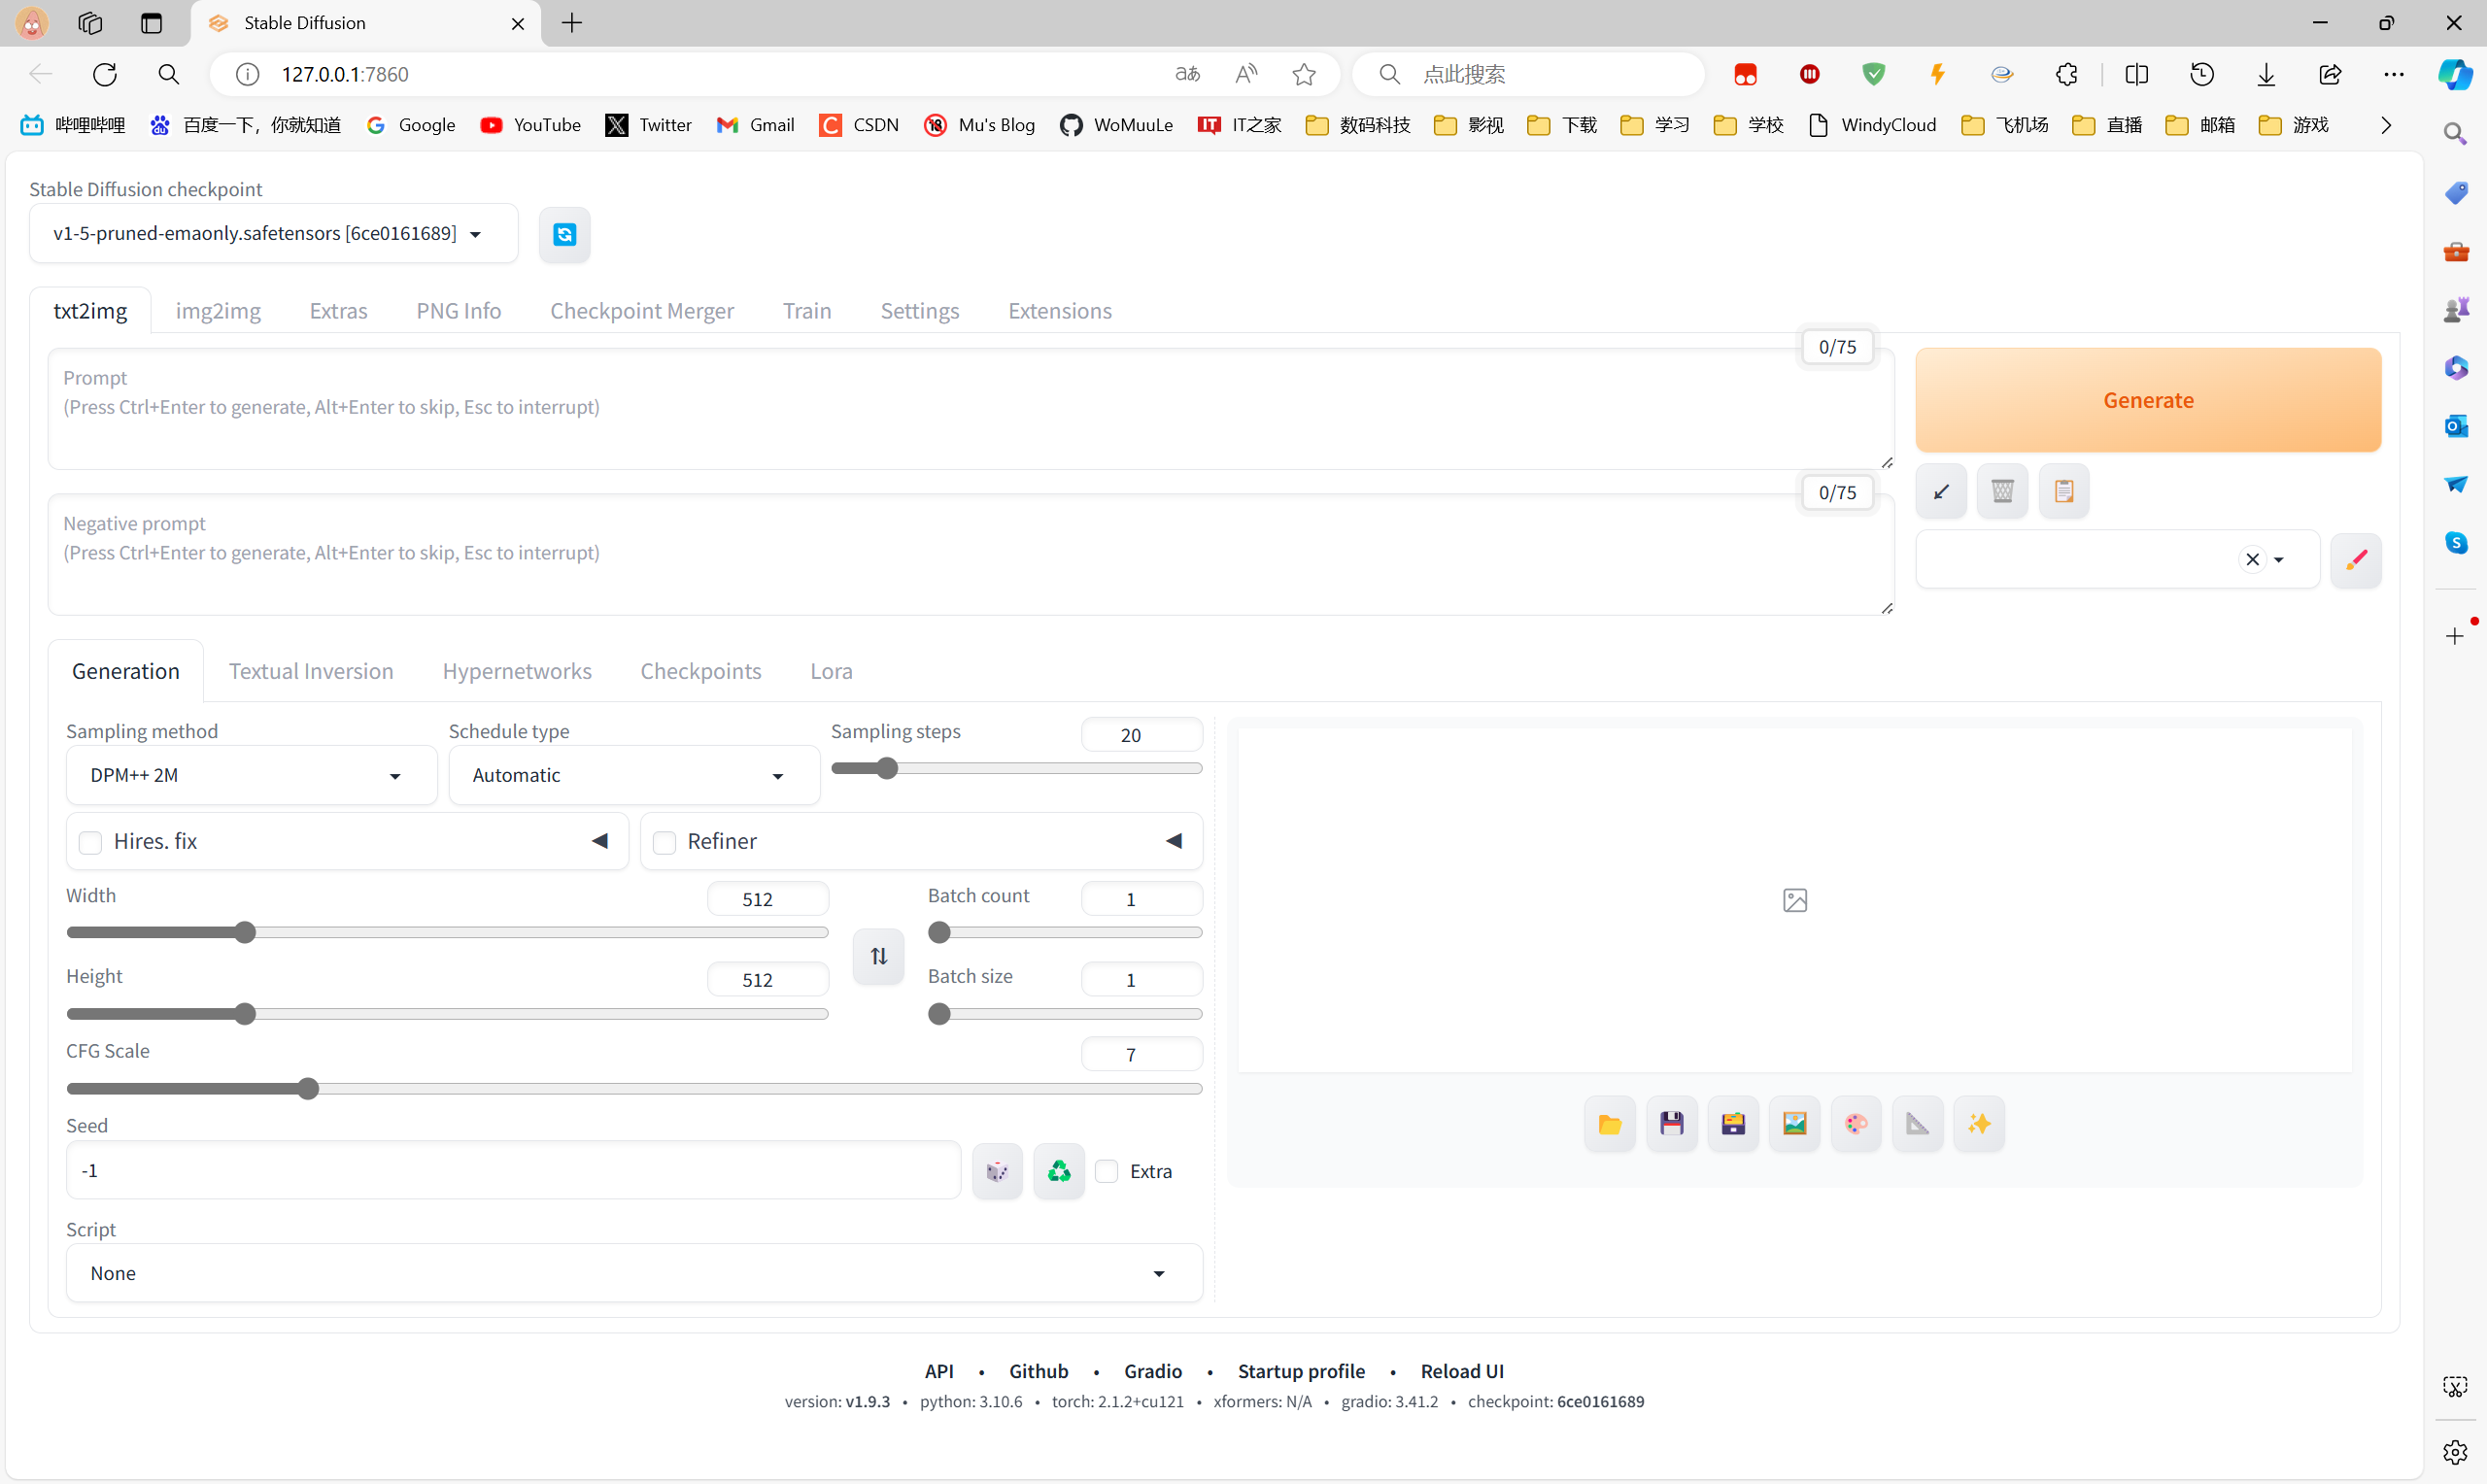 Stable Diffusion
127.0.0.1:7860
点此搜索
哔哩哔哩 百度一下，你就知道 Google YouTube Twitter Gmail CSDN Mu's Blog WoMuuLe IT之家 数码科技 影视 下载 学习 学校 WindyCloud 飞机场 直播 邮箱 游戏
Stable Diffusion checkpoint
v1-5-pruned-emaonly.safetensors [6ce0161689]
txt2img img2img Extras PNG Info Checkpoint Merger Train Settings Extensions
0/75
Prompt
(Press Ctrl+Enter to generate, Alt+Enter to skip, Esc to interrupt)
Generate
0/75
Negative prompt
(Press Ctrl+Enter to generate, Alt+Enter to skip, Esc to interrupt)
Generation Textual Inversion Hypernetworks Checkpoints Lora
Sampling method Schedule type Sampling steps 20
DPM++ 2M Automatic
Hires. fix Refiner
Width 512 Batch count 1
Height 512 Batch size 1
CFG Scale 7
Seed
-1
Extra
Script
None
API • Github • Gradio • Startup profile • Reload UI
version: v1.9.3 • python: 3.10.6 • torch: 2.1.2+cu121 • xformers: N/A • gradio: 3.41.2 • checkpoint: 6ce0161689